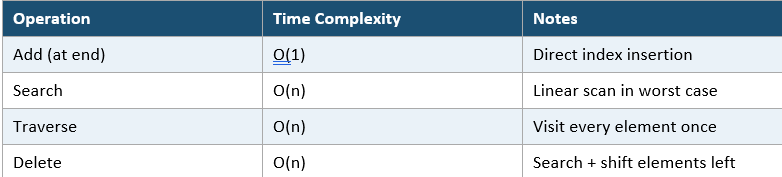 Operation Time Complexity Notes
Add (at end) O(1) Direct index insertion
Search O(n) Linear scan in worst case
Traverse O(n) Visit every element once
Delete O(n) Search + shift elements left